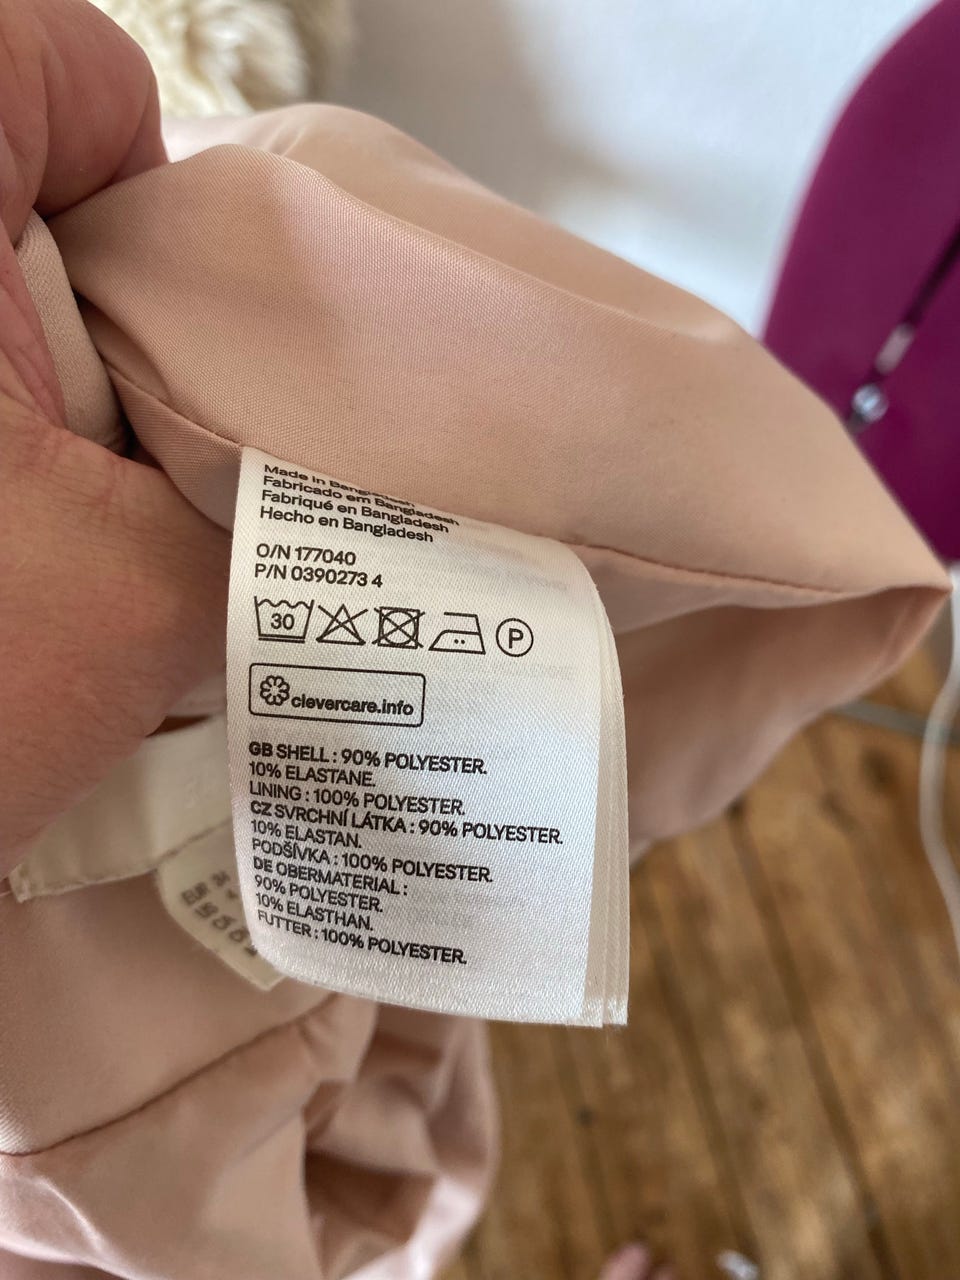 Made in Bangladesh
Fabricado em Bangladesh
Fabriqué en Bangladesh
Hecho en Bangladesh
O/N 177040
P/N 0390273 4
30
P
clevercare.info
GB SHELL : 90% POLYESTER.
10% ELASTANE.
LINING : 100% POLYESTER.
CZ SVRCHNÍ LÁTKA : 90% POLYESTER.
10% ELASTAN.
PODŠÍVKA : 100% POLYESTER.
DE OBERMATERIAL :
90% POLYESTER.
10% ELASTHAN.
FUTTER : 100% POLYESTER.
EUR